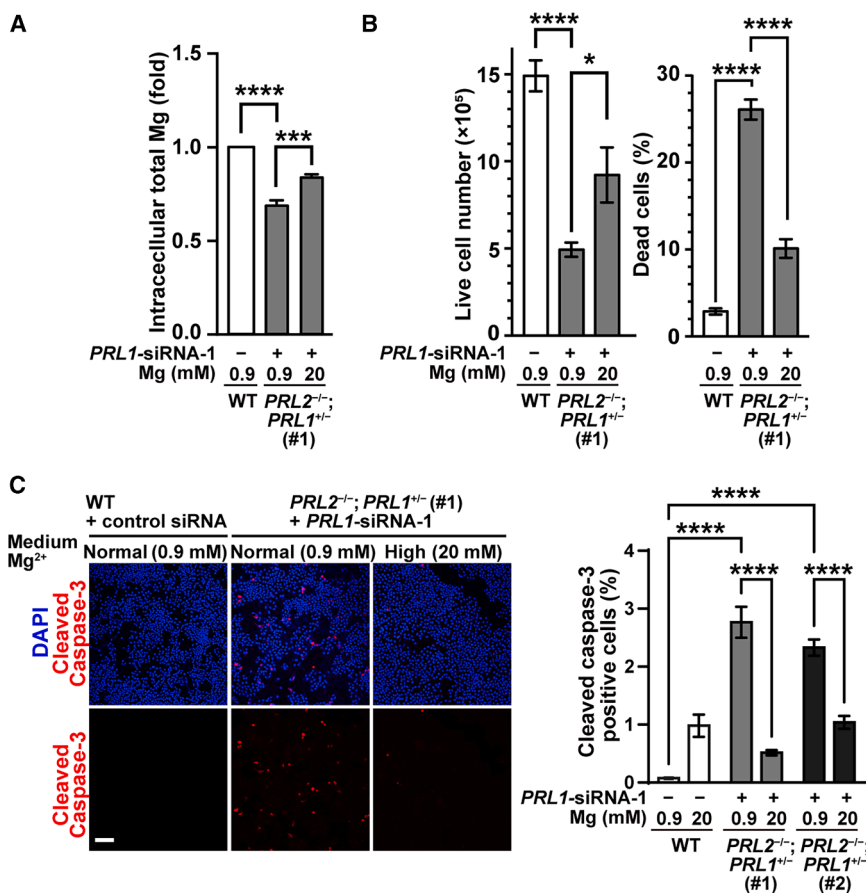 A
Intracecllular total Mg (fold)
1.5
1.0
0.5
0.0
****
***
PRL1-siRNA-1 – + +
Mg (mM) 0.9 0.9 20
WT PRL2–/–;
PRL1+/–
(#1)
B
Live cell number (×10⁵)
15
10
5
0
****
*
– + +
PRL1-siRNA-1
Mg (mM) 0.9 0.9 20
WT PRL2–/–;
PRL1+/–
(#1)
Dead cells (%)
30
20
10
0
****
****
– + +
0.9 0.9 20
WT PRL2–/–;
PRL1+/–
(#1)
C
WT
+ control siRNA
PRL2–/–; PRL1+/– (#1)
+ PRL1-siRNA-1
Medium
Mg2+
Normal (0.9 mM) Normal (0.9 mM) High (20 mM)
DAPI
Cleaved
Caspase-3
Cleaved
Caspase-3
Cleaved caspase-3
positive cells (%)
4
3
2
1
0
****
****
****
****
PRL1-siRNA-1 – – + + + +
Mg (mM) 0.9 20 0.9 20 0.9 20
WT PRL2–/–; PRL2–/–;
PRL1+/– PRL1+/–
(#1) (#2)